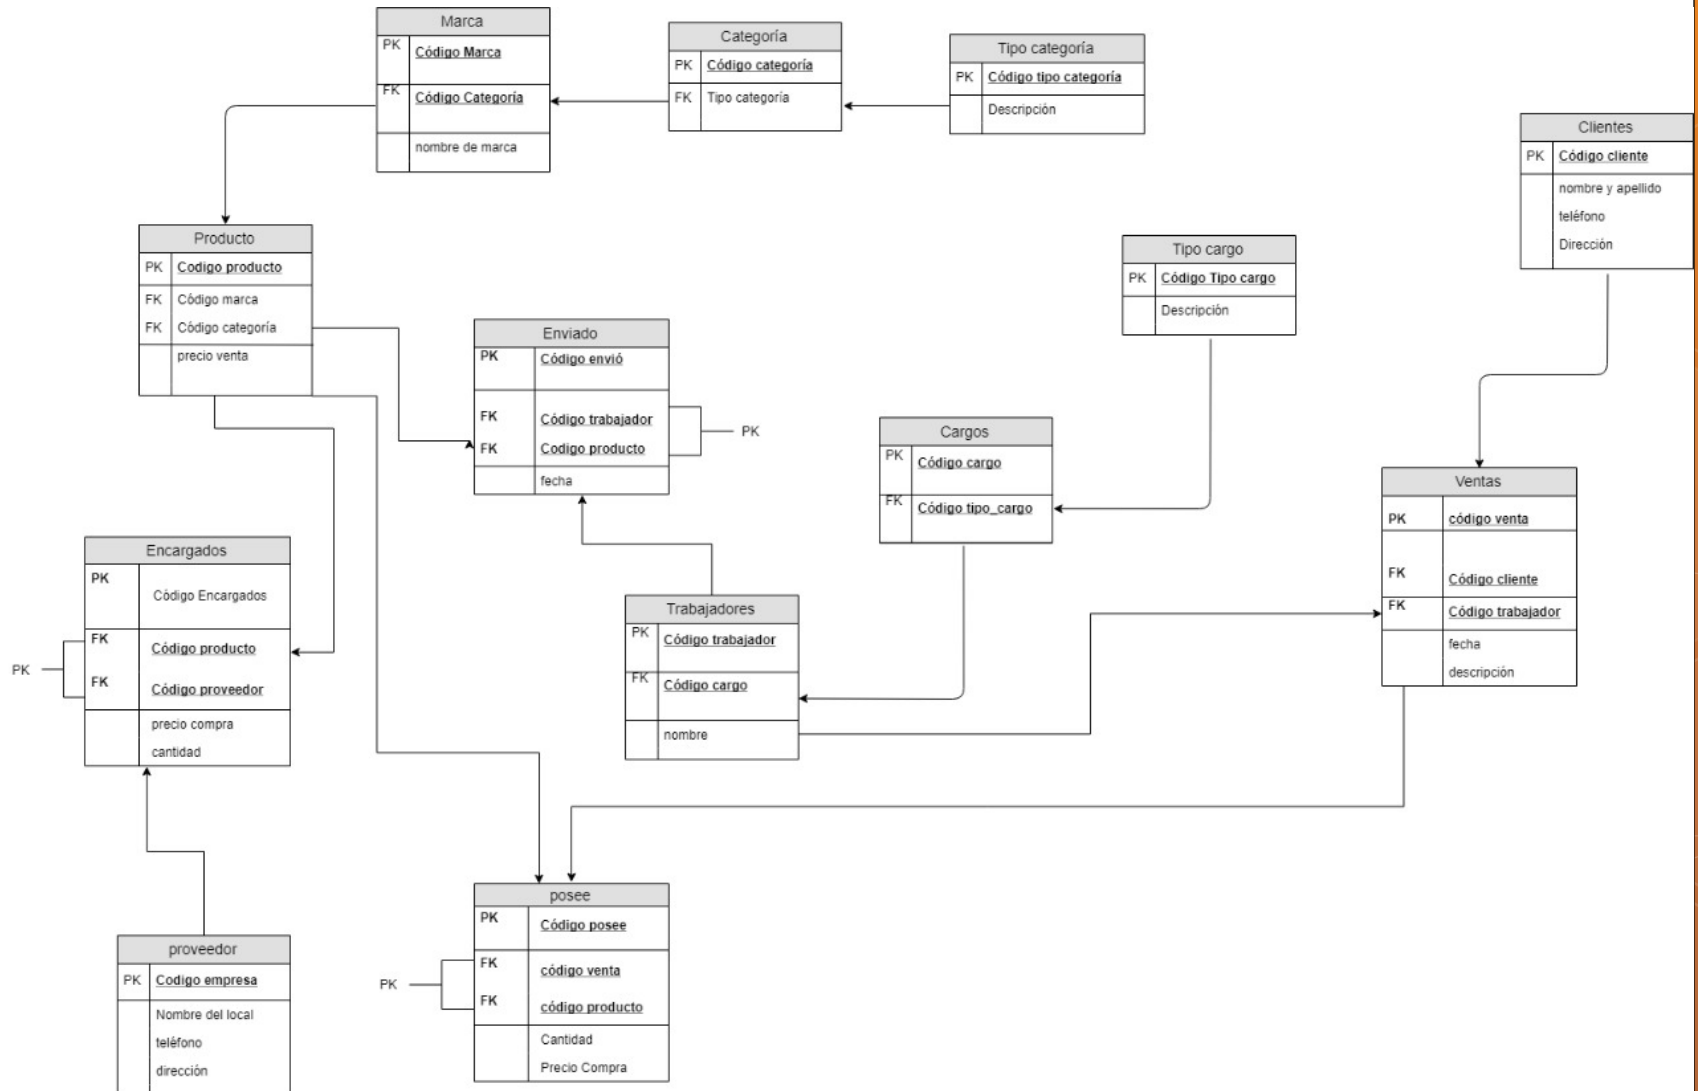 Marca
PK Código Marca
FK Código Categoría
nombre de marca
Categoría
PK Código categoría
FK Tipo categoría
Tipo categoría
PK Código tipo categoría
Descripción
Clientes
PK Código cliente
nombre y apellido
teléfono
Dirección
Producto
PK Codigo producto
FK Código marca
FK Código categoría
precio venta
Tipo cargo
PK Código Tipo cargo
Descripción
Enviado
PK Código envió
FK Código trabajador
FK Codigo producto
fecha
PK
Cargos
PK Código cargo
FK Código tipo_cargo
Ventas
PK código venta
FK Código cliente
FK Código trabajador
fecha
descripción
Encargados
PK Código Encargados
FK Código producto
FK Código proveedor
precio compra
cantidad
PK
Trabajadores
PK Código trabajador
FK Código cargo
nombre
posee
PK Código posee
FK código venta
FK código producto
Cantidad
Precio Compra
PK
proveedor
PK Codigo empresa
Nombre del local
teléfono
dirección